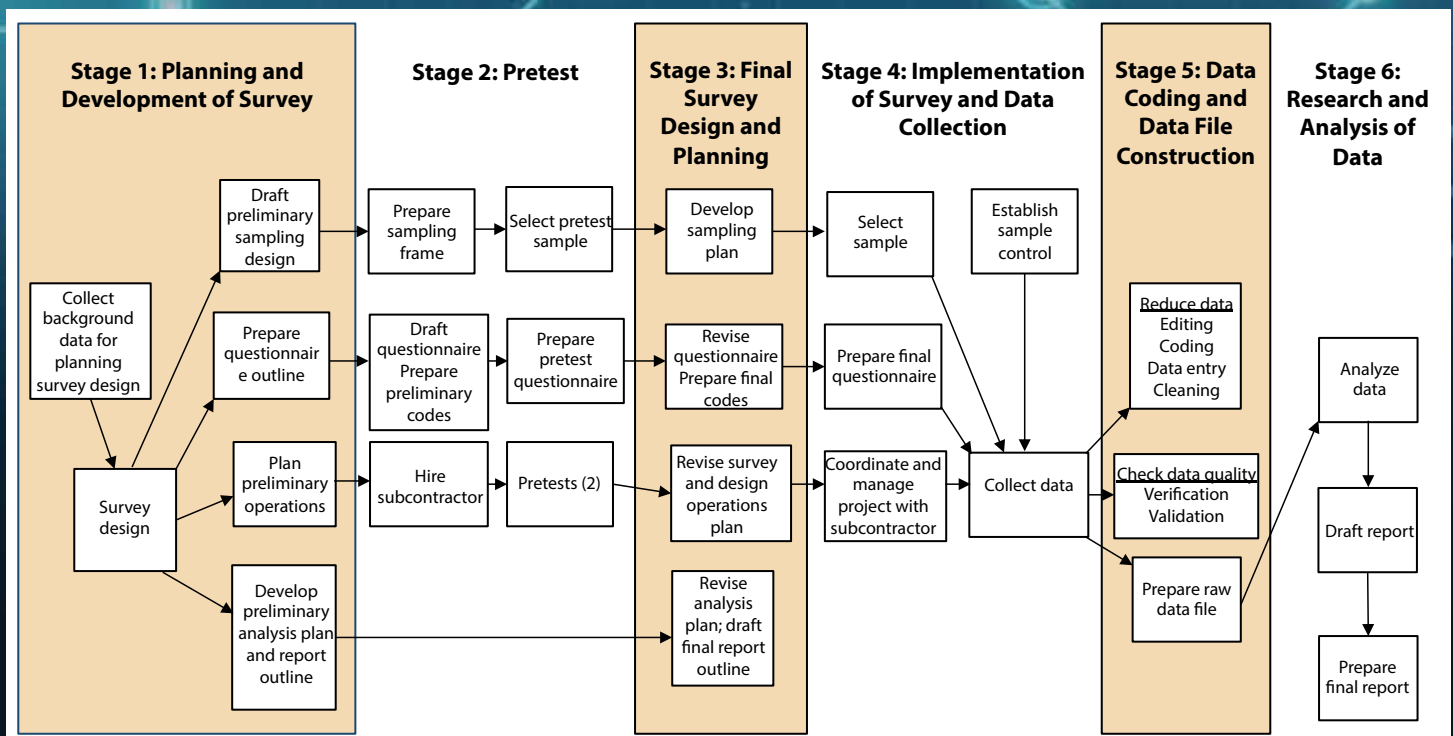 Stage 1: Planning and
Development of Survey
Stage 2: Pretest
Stage 3: Final
Survey
Design and
Planning
Stage 4: Implementation
of Survey and Data
Collection
Stage 5: Data
Coding and
Data File
Construction
Stage 6:
Research and
Analysis of
Data
Collect
background
data for
planning
survey design
Survey
design
Draft
preliminary
sampling
design
Prepare
questionnair
e outline
Plan
preliminary
operations
Develop
preliminary
analysis plan
and report
outline
Prepare
sampling
frame
Select pretest
sample
Draft
questionnaire
Prepare
preliminary
codes
Prepare
pretest
questionnaire
Hire
subcontractor
Pretests (2)
Develop
sampling
plan
Revise
questionnaire
Prepare final
codes
Revise survey
and design
operations
plan
Revise
analysis
plan; draft
final report
outline
Select
sample
Establish
sample
control
Prepare final
questionnaire
Coordinate and
manage
project with
subcontractor
Collect data
Reduce data
Editing
Coding
Data entry
Cleaning
Check data quality
Verification
Validation
Prepare raw
data file
Analyze
data
Draft report
Prepare
final report